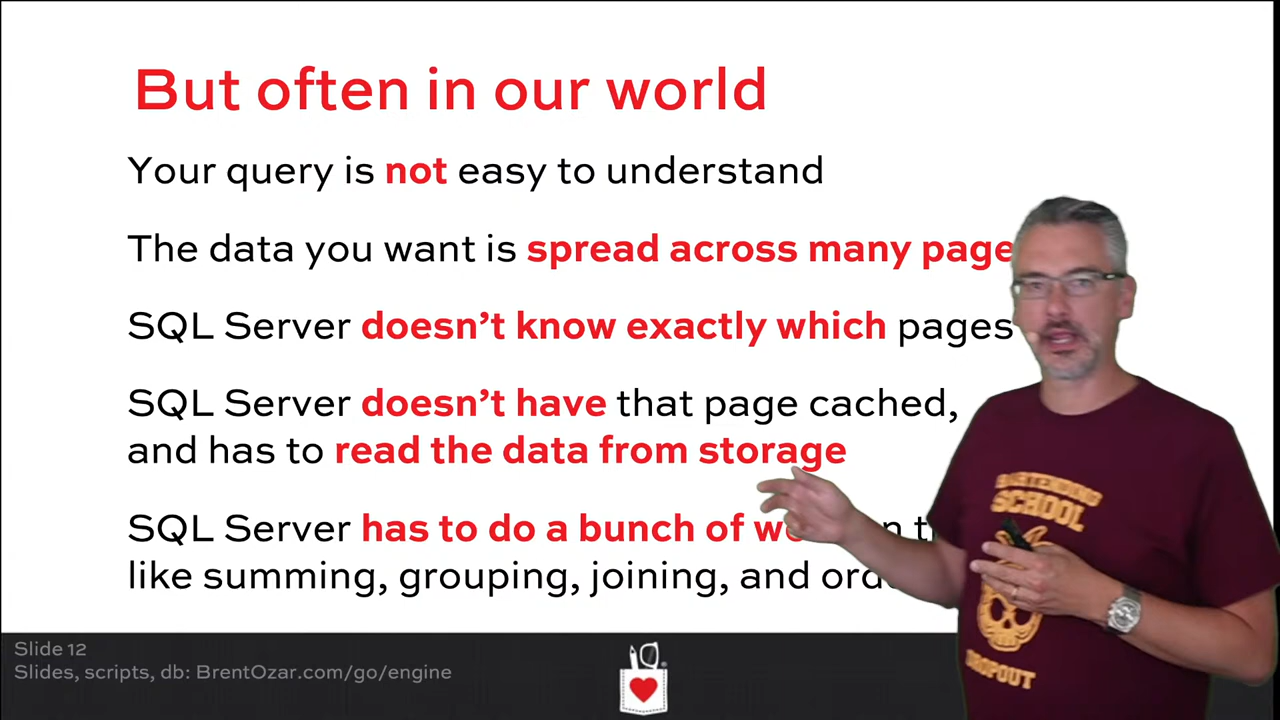 But often in our world
Your query is not easy to understand
The data you want is spread across many page
SQL Server doesn't know exactly which pages
SQL Server doesn't have that page cached,
and has to read the data from storage
SQL Server has to do a bunch of
like summing, grouping, joining, and
BARTENDING
SCHOOL
DROPOUT
Slide 12
Slides, scripts, db: BrentOzar.com/go/engine